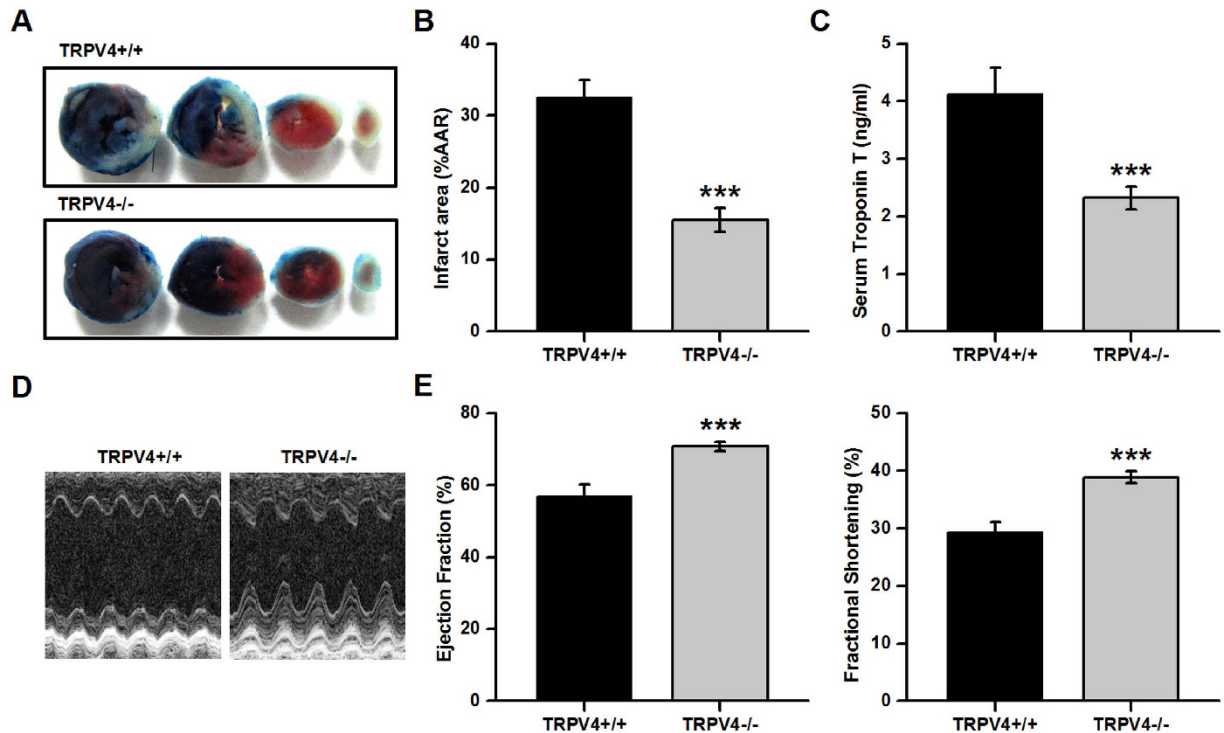 A
TRPV4+/+
TRPV4-/-
B
Infarct area (%AAR)
40
30
20
10
0
***
TRPV4+/+ TRPV4-/-
C
Serum Troponin T (ng/ml)
5
4
3
2
1
0
***
TRPV4+/+ TRPV4-/-
D
TRPV4+/+ TRPV4-/-
E
Ejection Fraction (%)
80
60
40
20
0
***
TRPV4+/+ TRPV4-/-
Fractional Shortening (%)
50
40
30
20
10
0
***
TRPV4+/+ TRPV4-/-